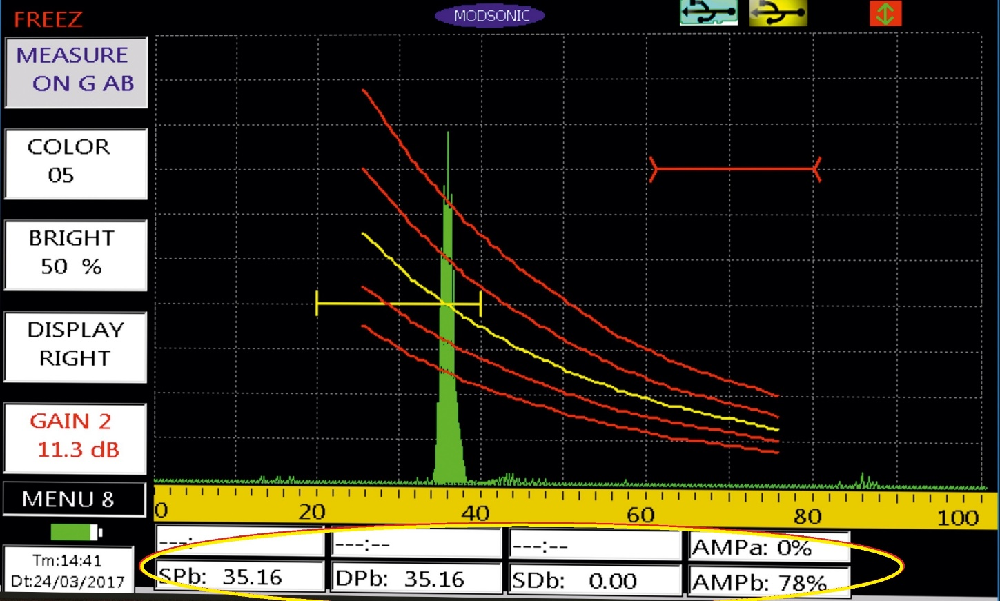 FREEZ
MODSONIC
MEASURE
ON G AB
COLOR
05
BRIGHT
50 %
DISPLAY
RIGHT
GAIN 2
11.3 dB
MENU 8
0 20 40 60 80 100
Tm:14:41
Dt:24/03/2017
---: ---:-- ---:-- AMPa: 0%
SPb: 35.16 DPb: 35.16 SDb: 0.00 AMPb: 78%